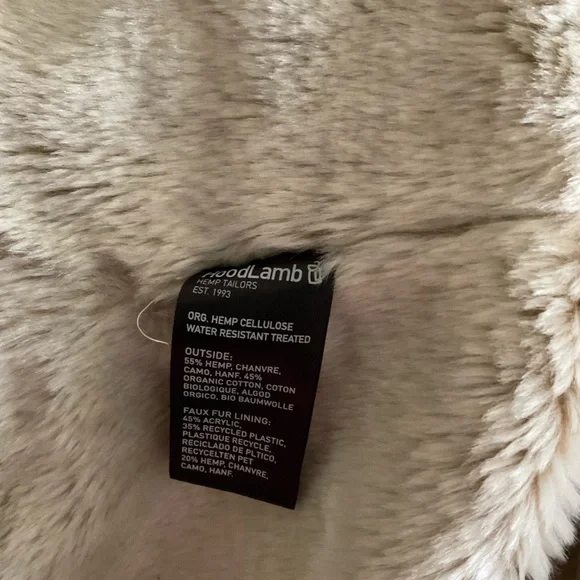 HoodLamb
HEMP TAILORS
EST. 1993
ORG. HEMP CELLULOSE
WATER RESISTANT TREATED
OUTSIDE:
55% HEMP, CHANVRE,
CAMO, HANF. 45%
ORGANIC COTTON, COTON
BIOLOGIQUE, ALGOD
ORGICO, BIO BAUMWOLLE
FAUX FUR LINING:
45% ACRYLIC,
35% RECYCLED PLASTIC,
PLASTIQUE RECYCLE,
RECICLADO DE PLTICO,
RECYCELTEN PET
20% HEMP, CHANVRE,
CAMO, HANF.